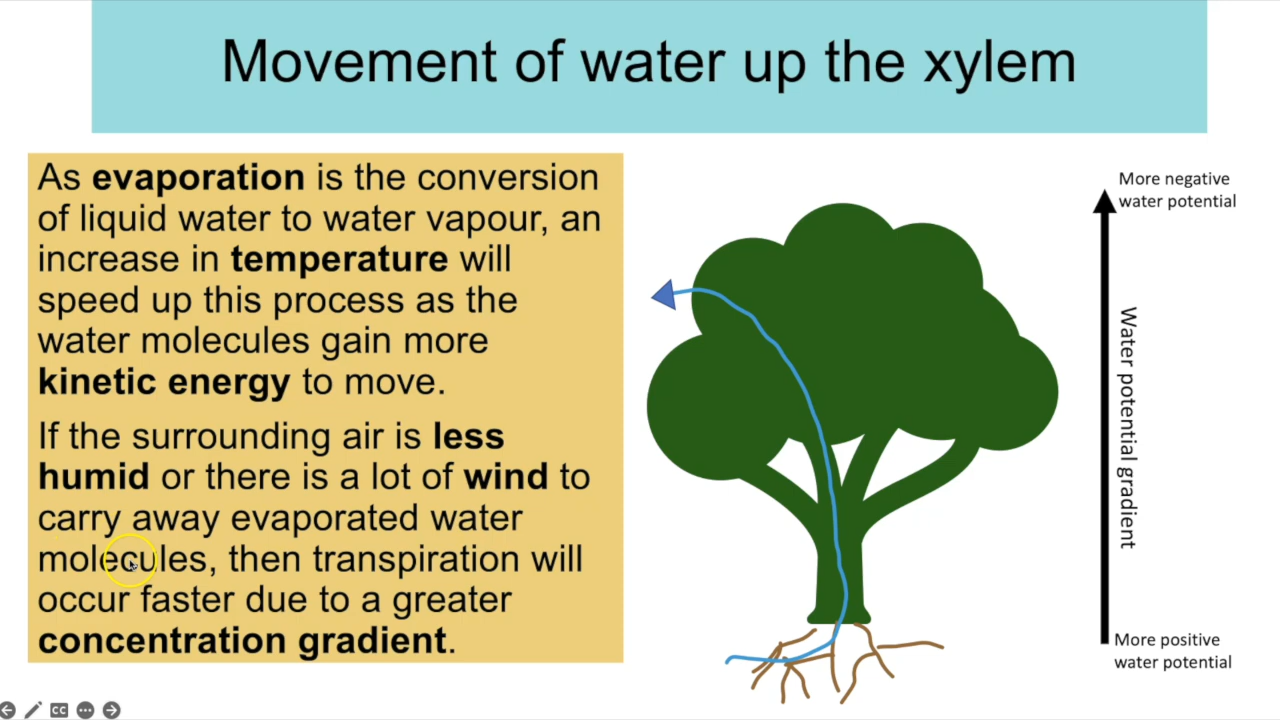 Movement of water up the xylem
As evaporation is the conversion
of liquid water to water vapour, an
increase in temperature will
speed up this process as the
water molecules gain more
kinetic energy to move.
If the surrounding air is less
humid or there is a lot of wind to
carry away evaporated water
molecules, then transpiration will
occur faster due to a greater
concentration gradient.
More negative
water potential
Water potential gradient
More positive
water potential
CC